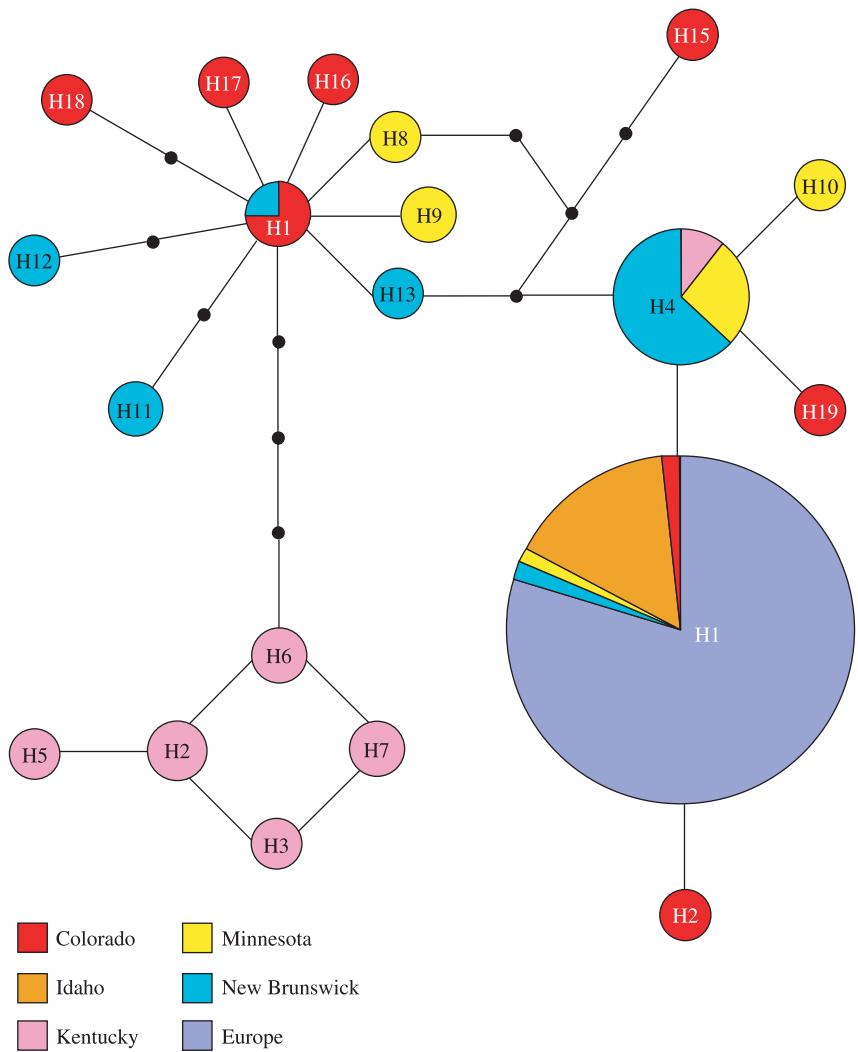 H15
H17
H16
H18
H8
H10
H9
H1
H12
H13
H4
H11
H19
H1
H6
H5
H2
H7
H3
H2
Colorado
Minnesota
Idaho
New Brunswick
Kentucky
Europe